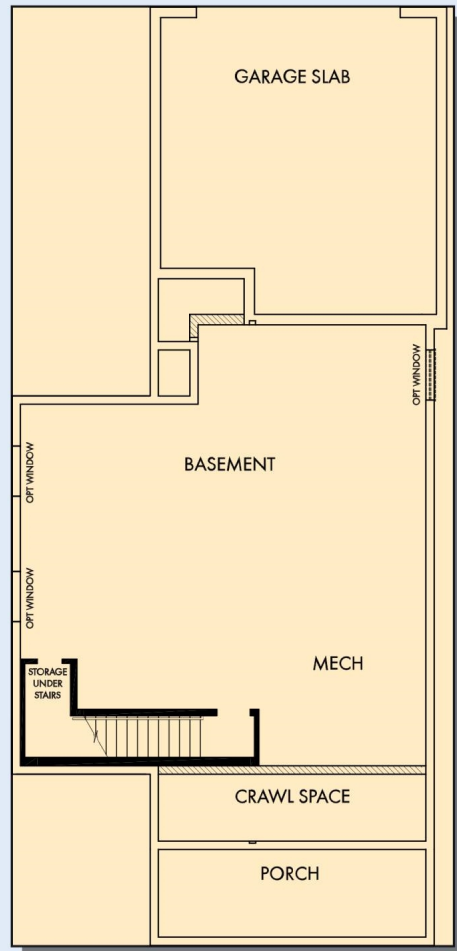 GARAGE SLAB
OPT WINDOW
BASEMENT
OPT WINDOW
OPT WINDOW
MECH
STORAGE
UNDER
STAIRS
CRAWL SPACE
PORCH